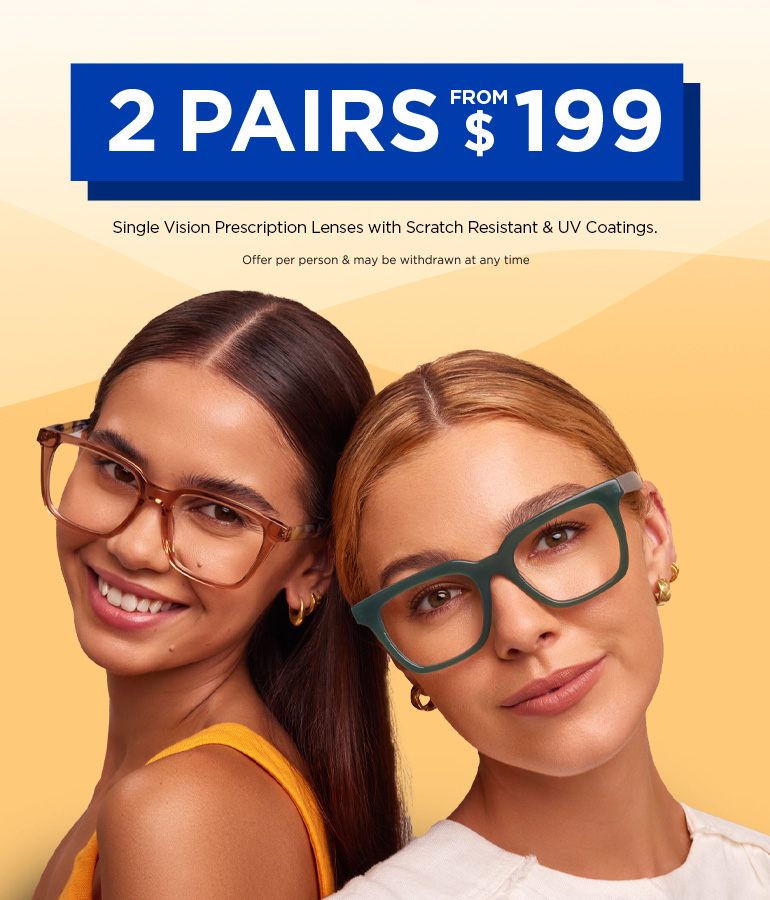 2 PAIRS FROM $199
Single Vision Prescription Lenses with Scratch Resistant & UV Coatings.
Offer per person & may be withdrawn at any time